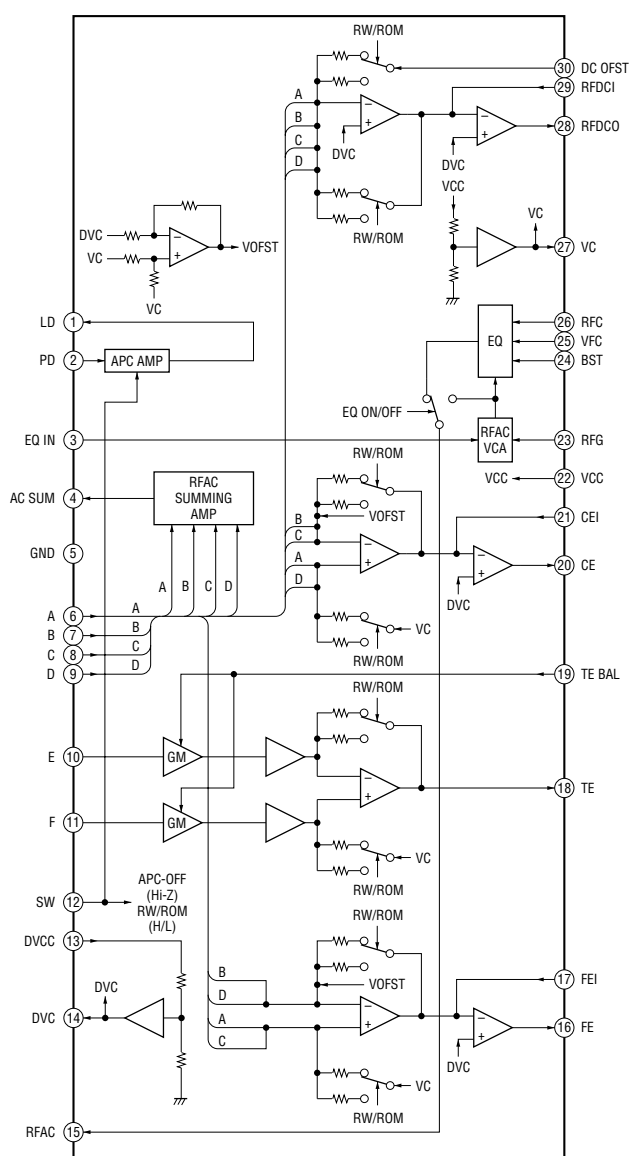 RW/ROM
30 DC OFST
29 RFDCI
A
B
C
D
DVC
28 RFDCO
DVC
VCC
VC
RW/ROM
27 VC
DVC
VC
VOFST
VC
LD 1
PD 2
APC AMP
26 RFC
EQ
25 VFC
24 BST
EQ ON/OFF
EQ IN 3
RFAC
VCA
23 RFG
VCC
22 VCC
RW/ROM
AC SUM 4
RFAC
SUMMING
AMP
VOFST
21 CEI
B
C
A
D
20 CE
DVC
GND 5
A B C D
VC
RW/ROM
A 6 A
B 7 B
C 8 C
D 9 D
19 TE BAL
RW/ROM
E 10
GM
18 TE
F 11
GM
VC
RW/ROM
SW 12
APC-OFF
(Hi-Z)
RW/ROM
(H/L)
RW/ROM
DVCC 13
DVC
DVC 14
B
D
A
C
VOFST
17 FEI
16 FE
DVC
VC
RW/ROM
RFAC 15
− +
− +
− +
− +
− +
− +
− +
− +